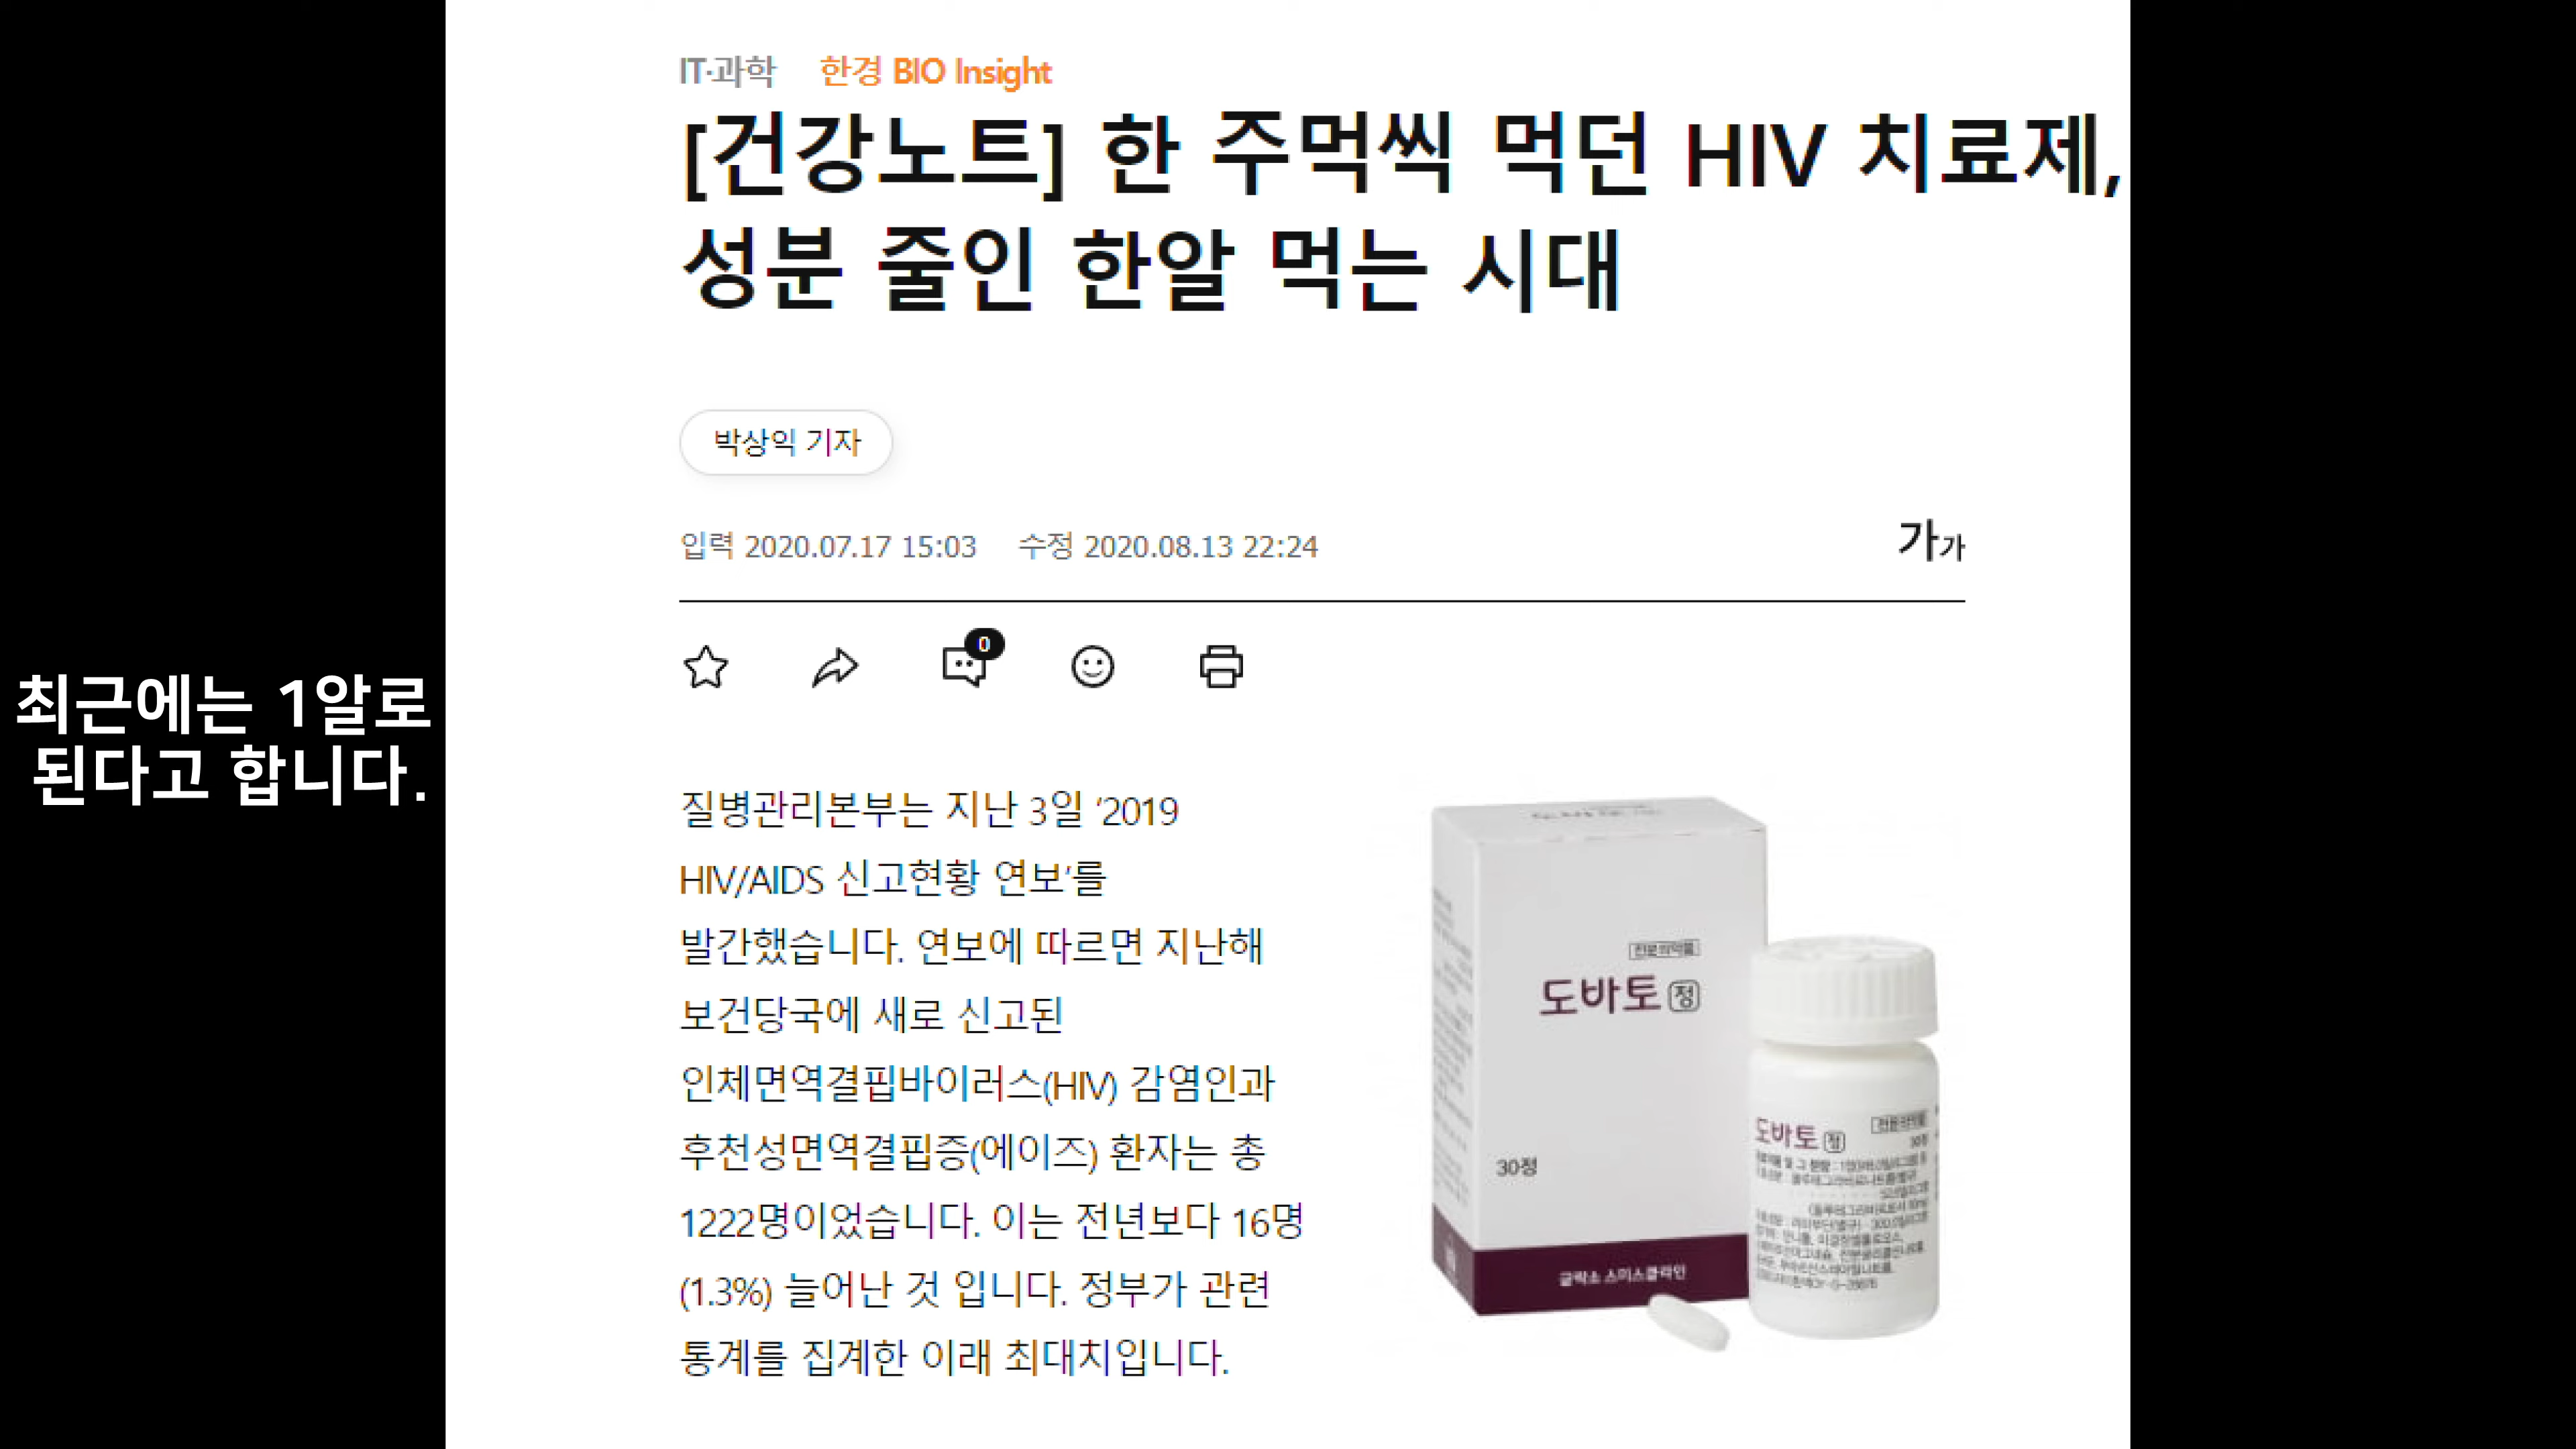 IT·과학 한경 BIO Insight
[건강노트] 한 주먹씩 먹던 HIV 치료제,
성분 줄인 한알 먹는 시대
박상익 기자
입력 2020.07.17 15:03 수정 2020.08.13 22:24
가가
0
최근에는 1알로
된다고 합니다.
질병관리본부는 지난 3일 ‘2019
HIV/AIDS 신고현황 연보’를
발간했습니다. 연보에 따르면 지난해
보건당국에 새로 신고된
인체면역결핍바이러스(HIV) 감염인과
후천성면역결핍증(에이즈) 환자는 총
1222명이었습니다. 이는 전년보다 16명
(1.3%) 늘어난 것 입니다. 정부가 관련
통계를 집계한 이래 최대치입니다.
전문의약품
도바토 정
30정
글락소 스미스클라인
도바토 정
전문의약품
30정